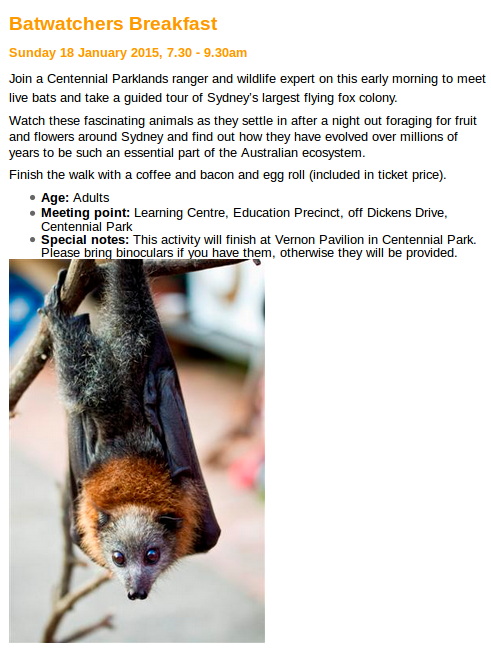 Batwatchers Breakfast
Sunday 18 January 2015, 7.30 - 9.30am
Join a Centennial Parklands ranger and wildlife expert on this early morning to meet
live bats and take a guided tour of Sydney's largest flying fox colony.
Watch these fascinating animals as they settle in after a night out foraging for fruit
and flowers around Sydney and find out how they have evolved over millions of
years to be such an essential part of the Australian ecosystem.
Finish the walk with a coffee and bacon and egg roll (included in ticket price).
• Age: Adults
• Meeting point: Learning Centre, Education Precinct, off Dickens Drive,
Centennial Park
• Special notes: This activity will finish at Vernon Pavilion in Centennial Park.
Please bring binoculars if you have them, otherwise they will be provided.